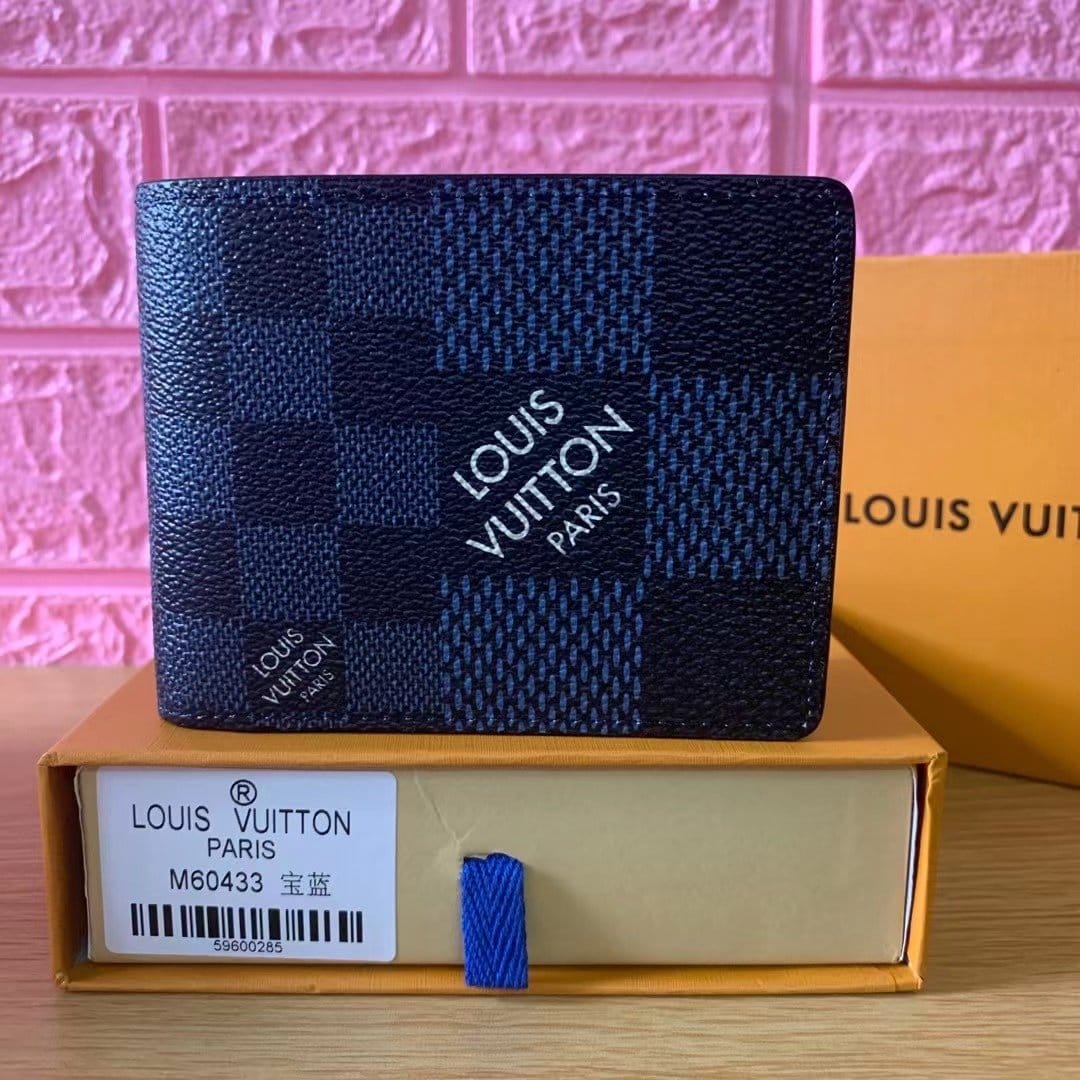 LOUIS
VUITTON
PARIS
LOUIS
VUITTON
PARIS
LOUIS VUIT
®
LOUIS VUITTON
PARIS
M60433 宝蓝
59600285